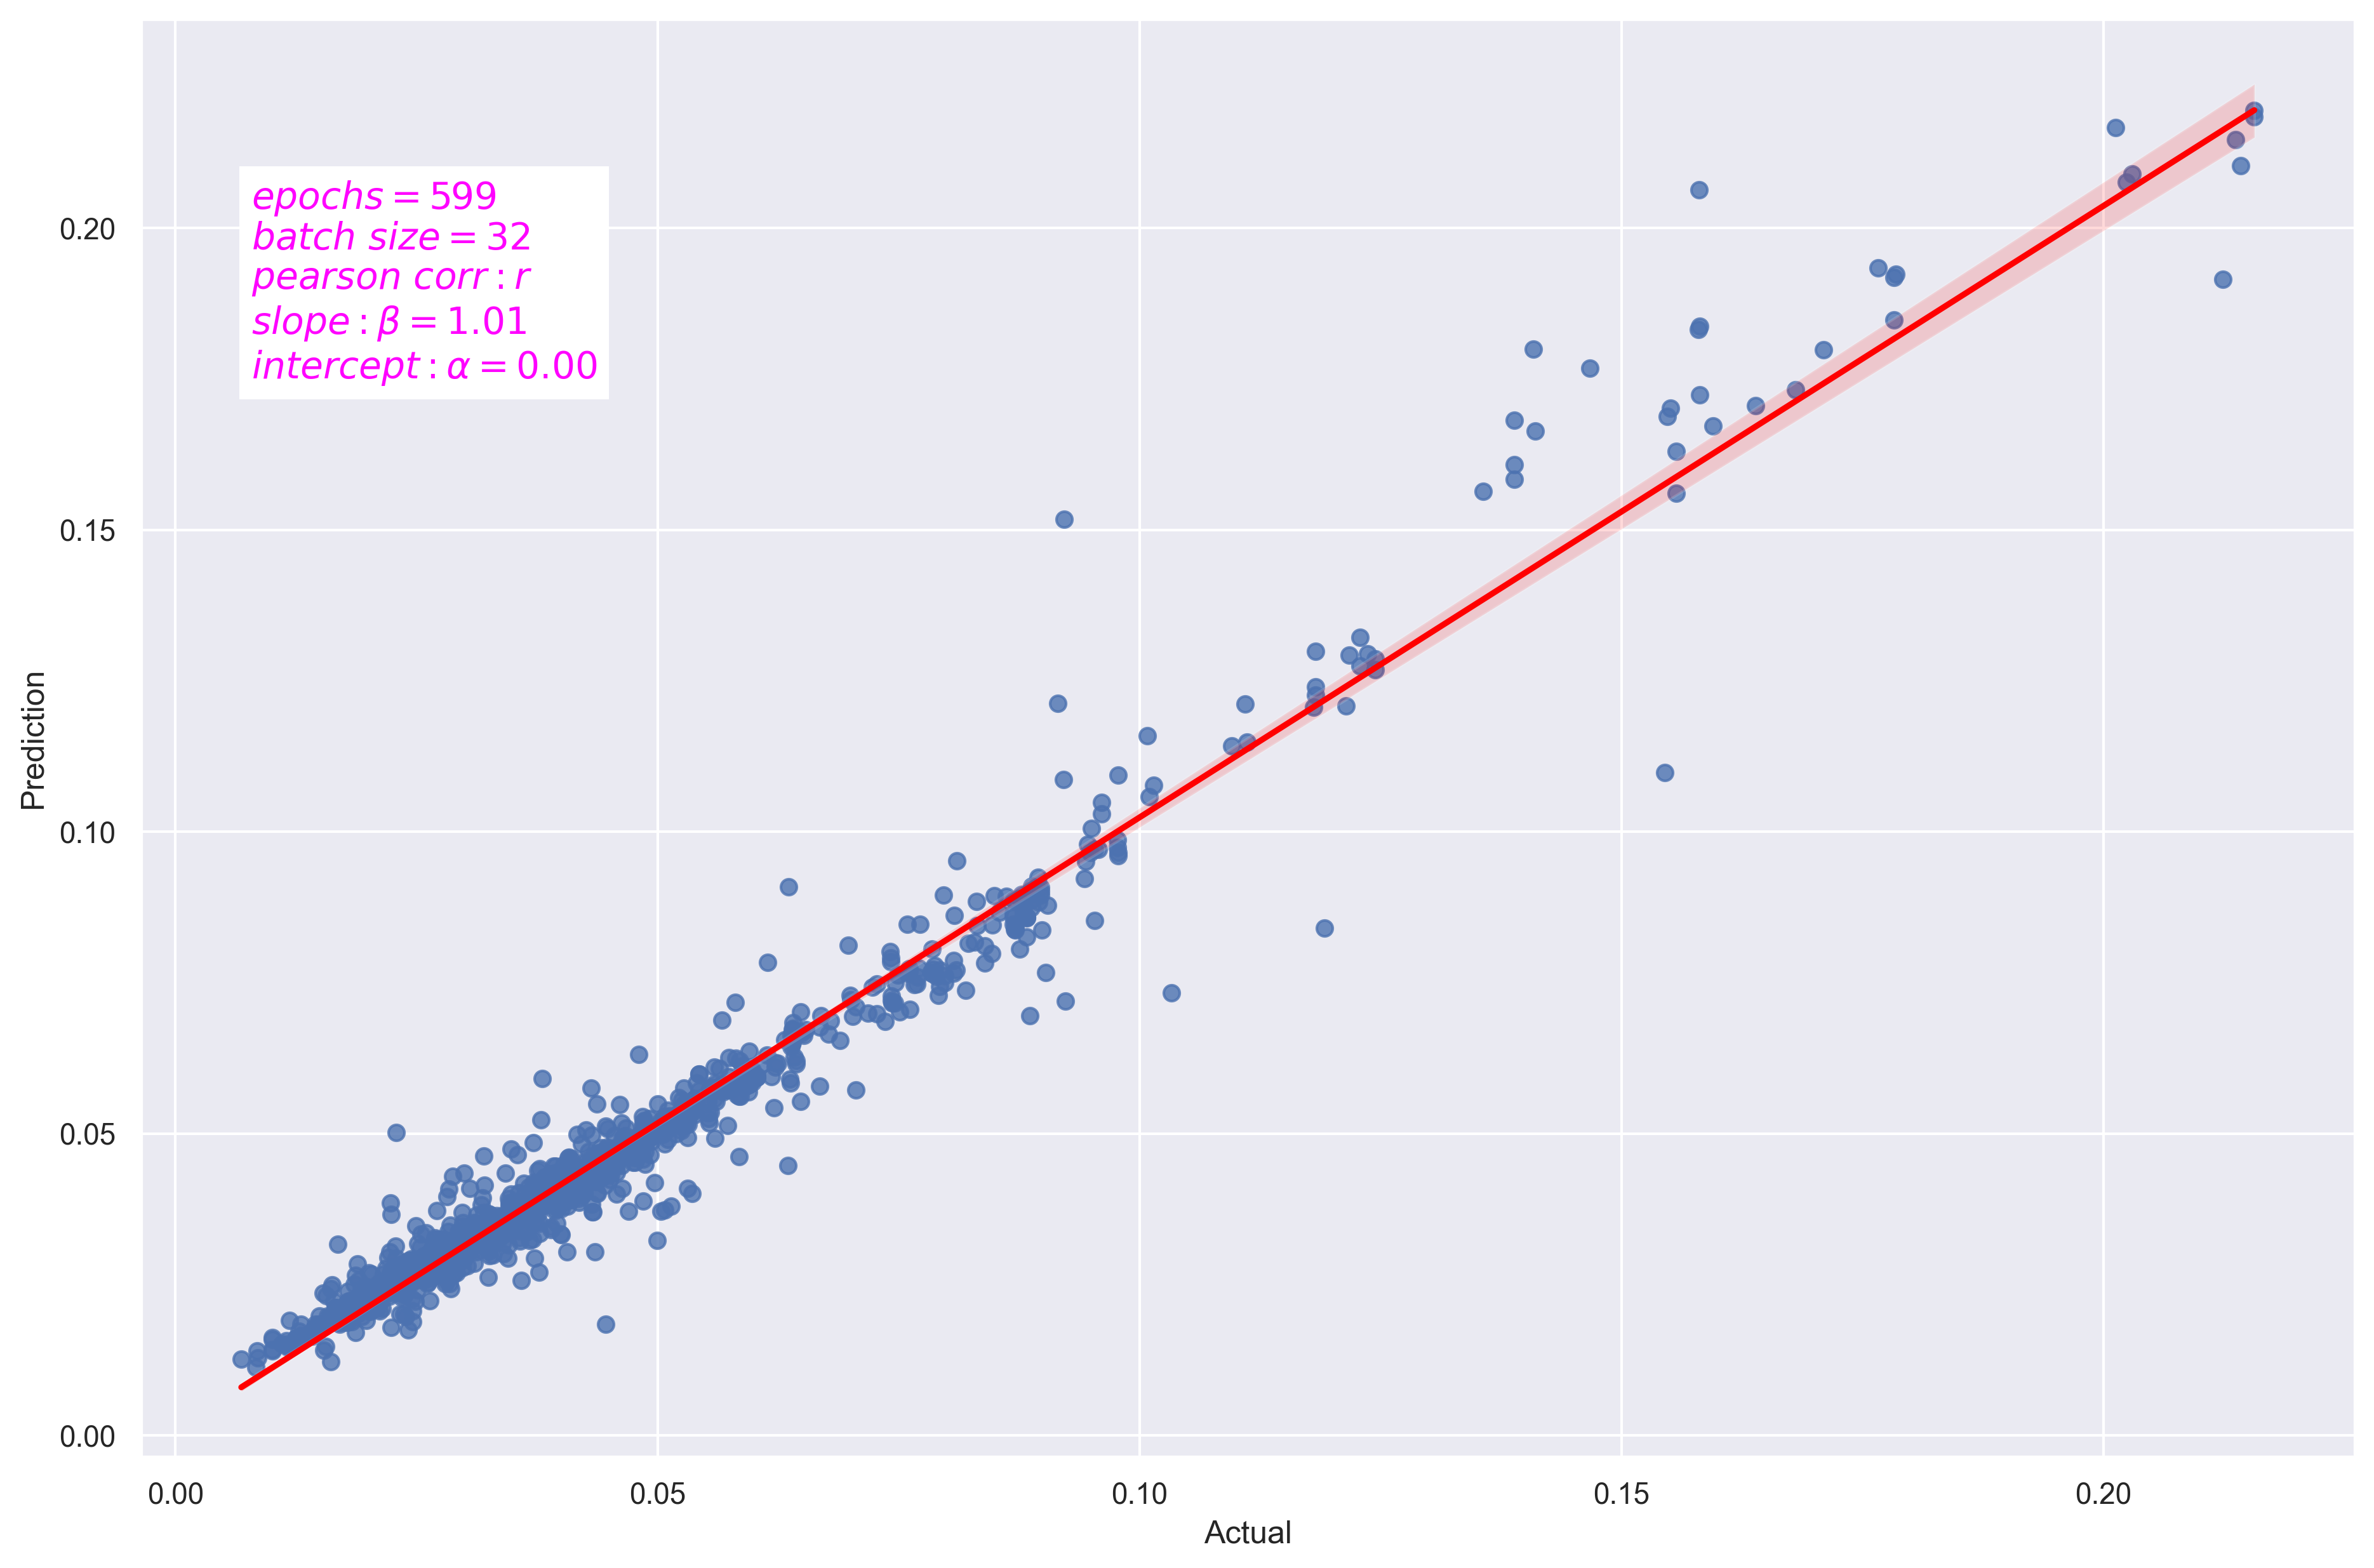 epochs = 599
batch size = 32
pearson corr : r
slope : β = 1.01
intercept : α = 0.00
0.20
0.15
0.10
0.05
0.00
Prediction
0.00 0.05 0.10 0.15 0.20
Actual